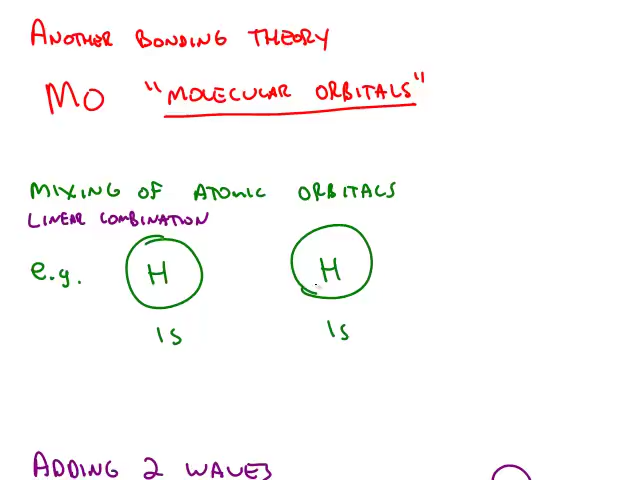 ANOTHER BONDING THEORY
MO "MOLECULAR ORBITALS"
MIXING OF ATOMIC ORBITALS
LINEAR COMBINATION
e.g. H H
1s 1s
ADDING 2 WAVES